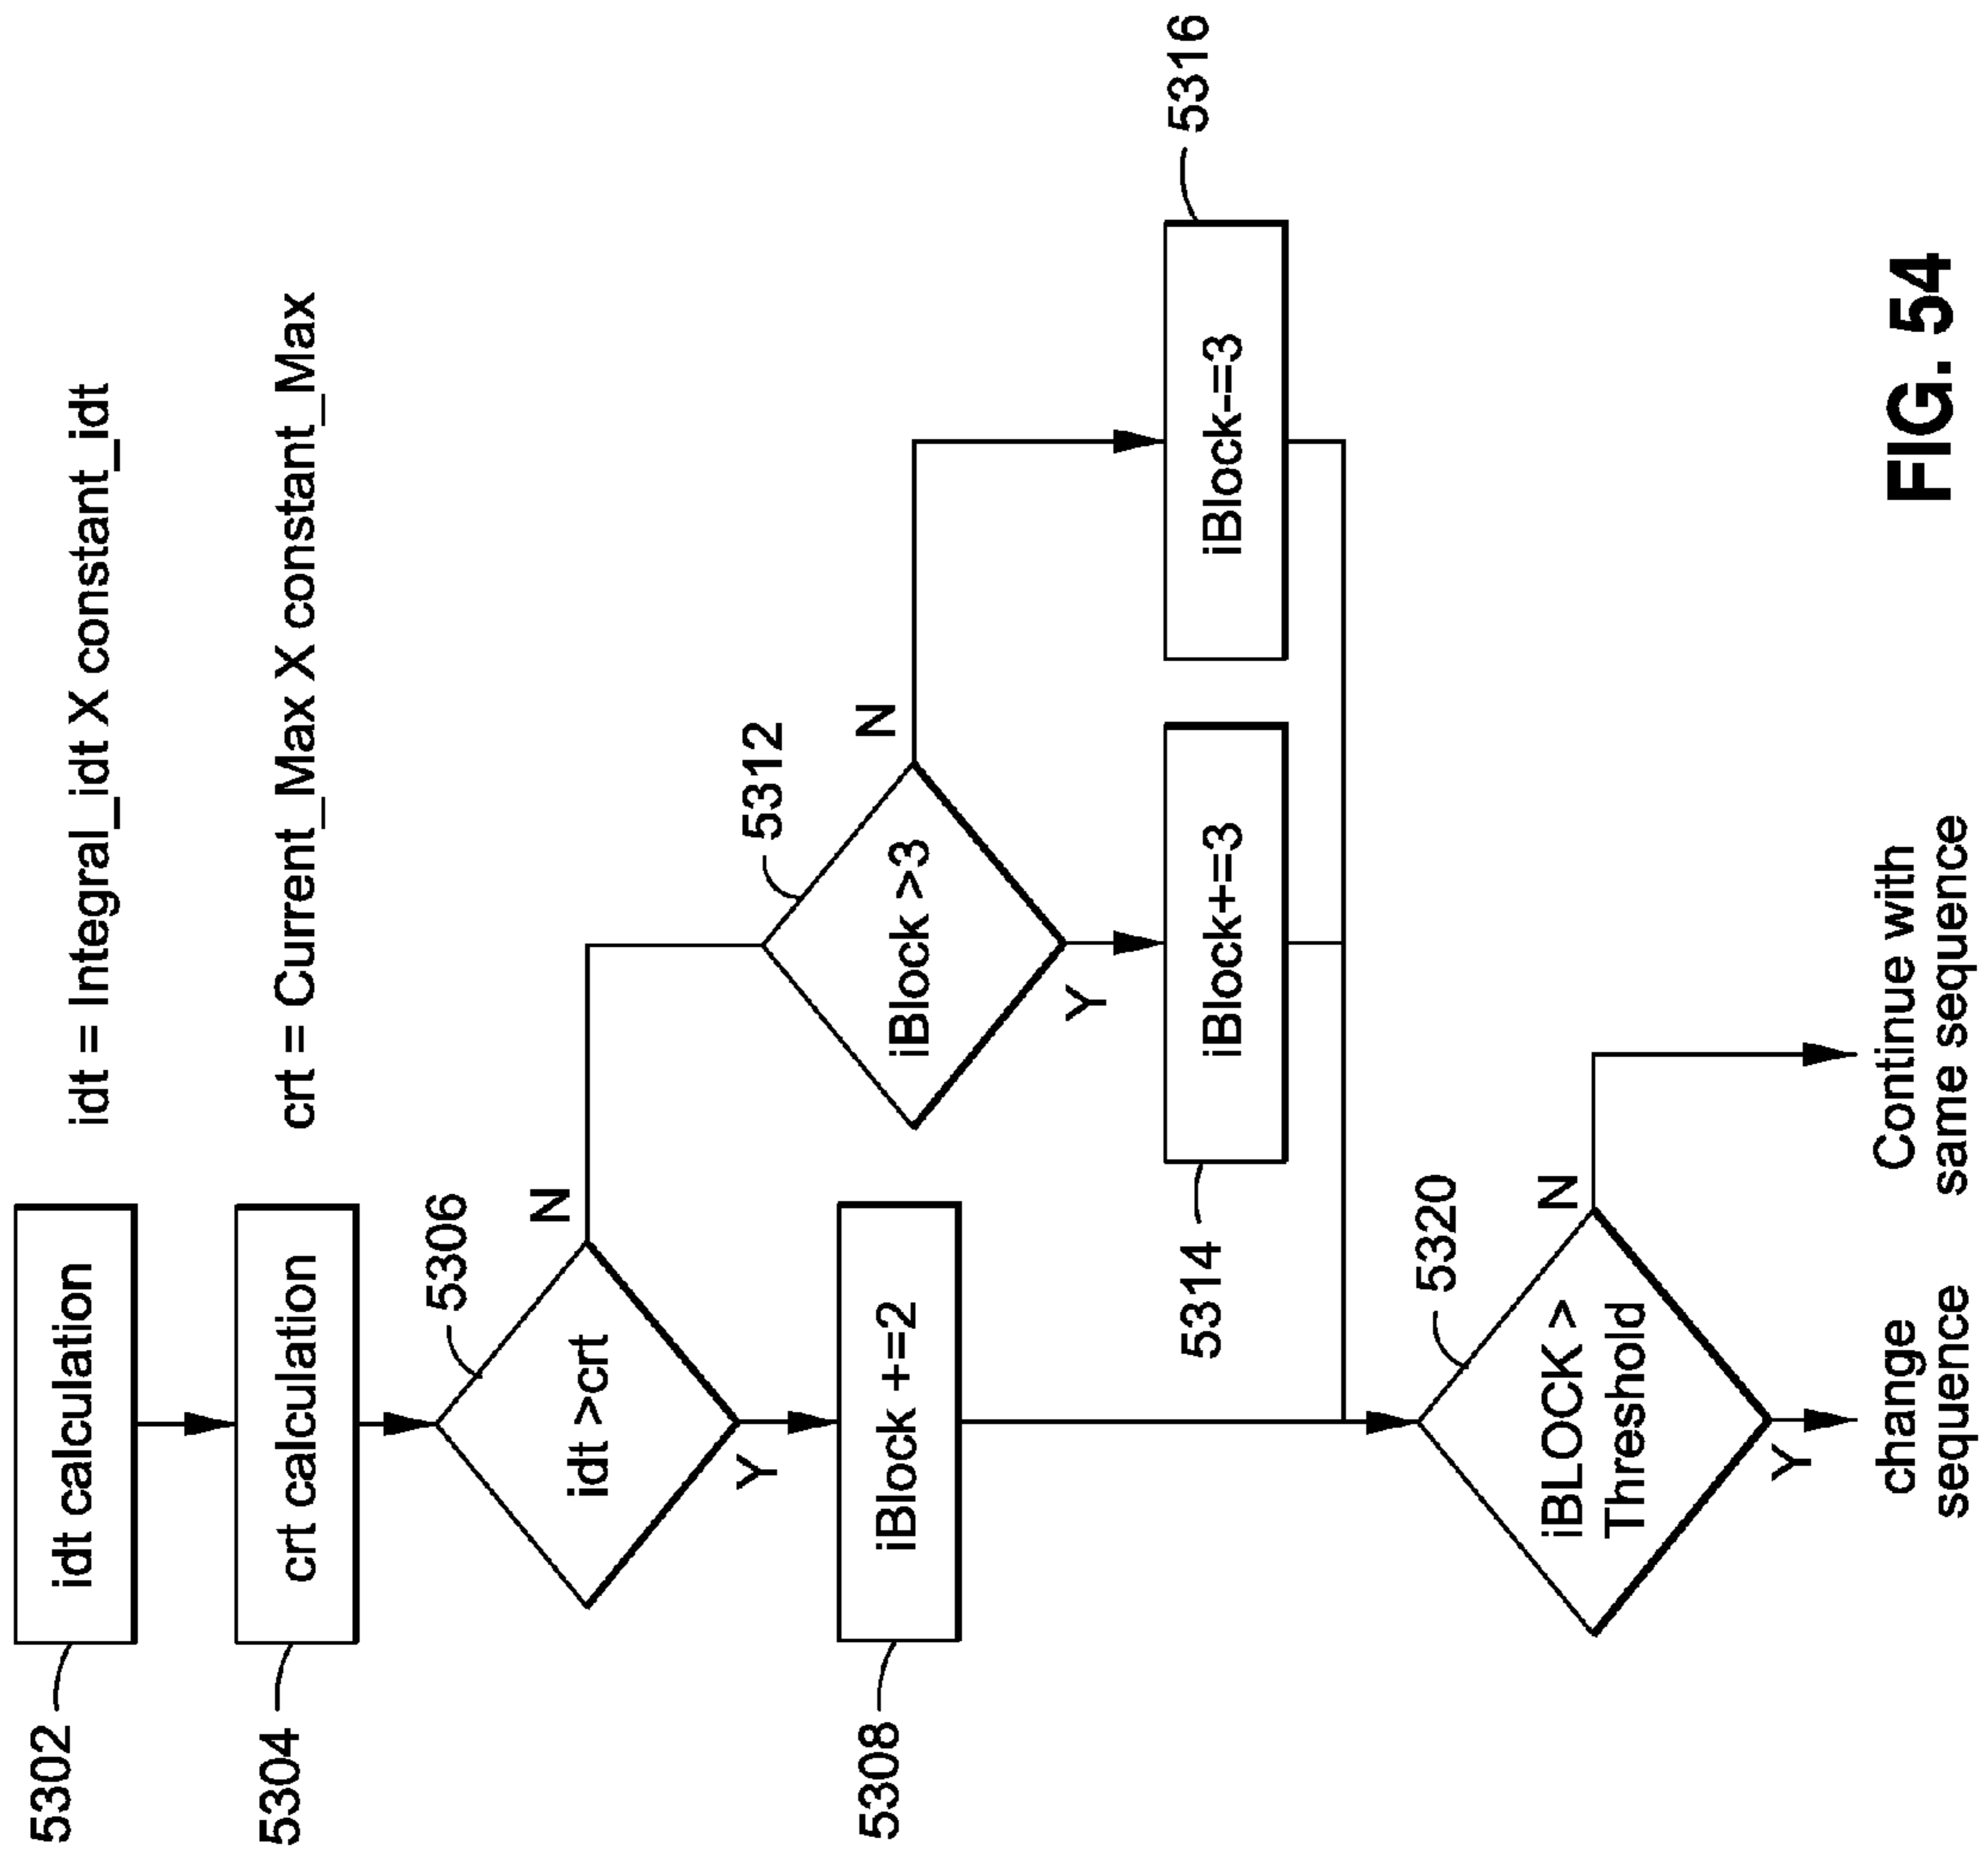 5302
idt calculation
idt = Integral_idt X constant_idt
5304
crt calculation
crt = Current_Max X constant_Max
5306
idt >crt
N
Y
5312
iBlock >3
N
Y
5308
iBlock +=2
5314
iBlock+=3
iBlock-=3
5316
5320
iBLOCK >
Threshold
N
Y
change
sequence
Continue with
same sequence
FIG. 54